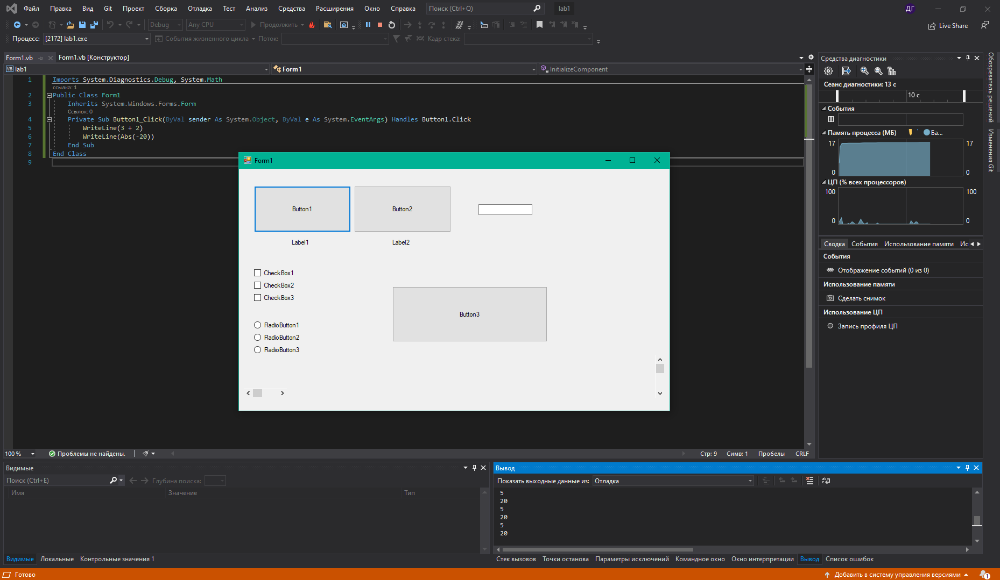 Файл Правка Вид Git Проект Сборка Отладка Тест Анализ Средства Расширения Окно Справка Поиск (Ctrl+Q) lab1 ДГ
Debug Any CPU Продолжить Live Share
Процесс: [2172] lab1.exe События жизненного цикла Поток: Кадр стека:
Form1.vb Form1.vb [Конструктор]
VB lab1 Form1 InitializeComponent
1 Imports System.Diagnostics.Debug, System.Math
ссылка: 1
2 Public Class Form1
3 Inherits System.Windows.Forms.Form
Ссылок: 0
4 Private Sub Button1_Click(ByVal sender As System.Object, ByVal e As System.EventArgs) Handles Button1.Click
5 WriteLine(3 + 2)
6 WriteLine(Abs(-20))
7 End Sub
8 End Class
9
Form1
Button1 Button2
Label1 Label2
CheckBox1
CheckBox2
CheckBox3
Button3
RadioButton1
RadioButton2
RadioButton3
Средства диагностики
Сеанс диагностики: 13 с
10 с
События
Память процесса (МБ) Ба...
17 17
0 0
ЦП (% всех процессоров)
100 100
0 0
Сводка События Использование памяти Ис
События
Отображение событий (0 из 0)
Использование памяти
Сделать снимок
Использование ЦП
Запись профиля ЦП
Обозреватель решений
Изменения Git
100 % Проблемы не найдены. Стр: 9 Симв: 1 Пробелы CRLF
Видимые
Поиск (Ctrl+E) Глубина поиска:
Имя Значение Тип
Видимые Локальные Контрольные значения 1
Вывод
Показать выходные данные из: Отладка
5
20
5
20
5
20
Стек вызовов Точки останова Параметры исключений Командное окно Окно интерпретации Вывод Список ошибок
Готово Добавить в систему управления версиями 1